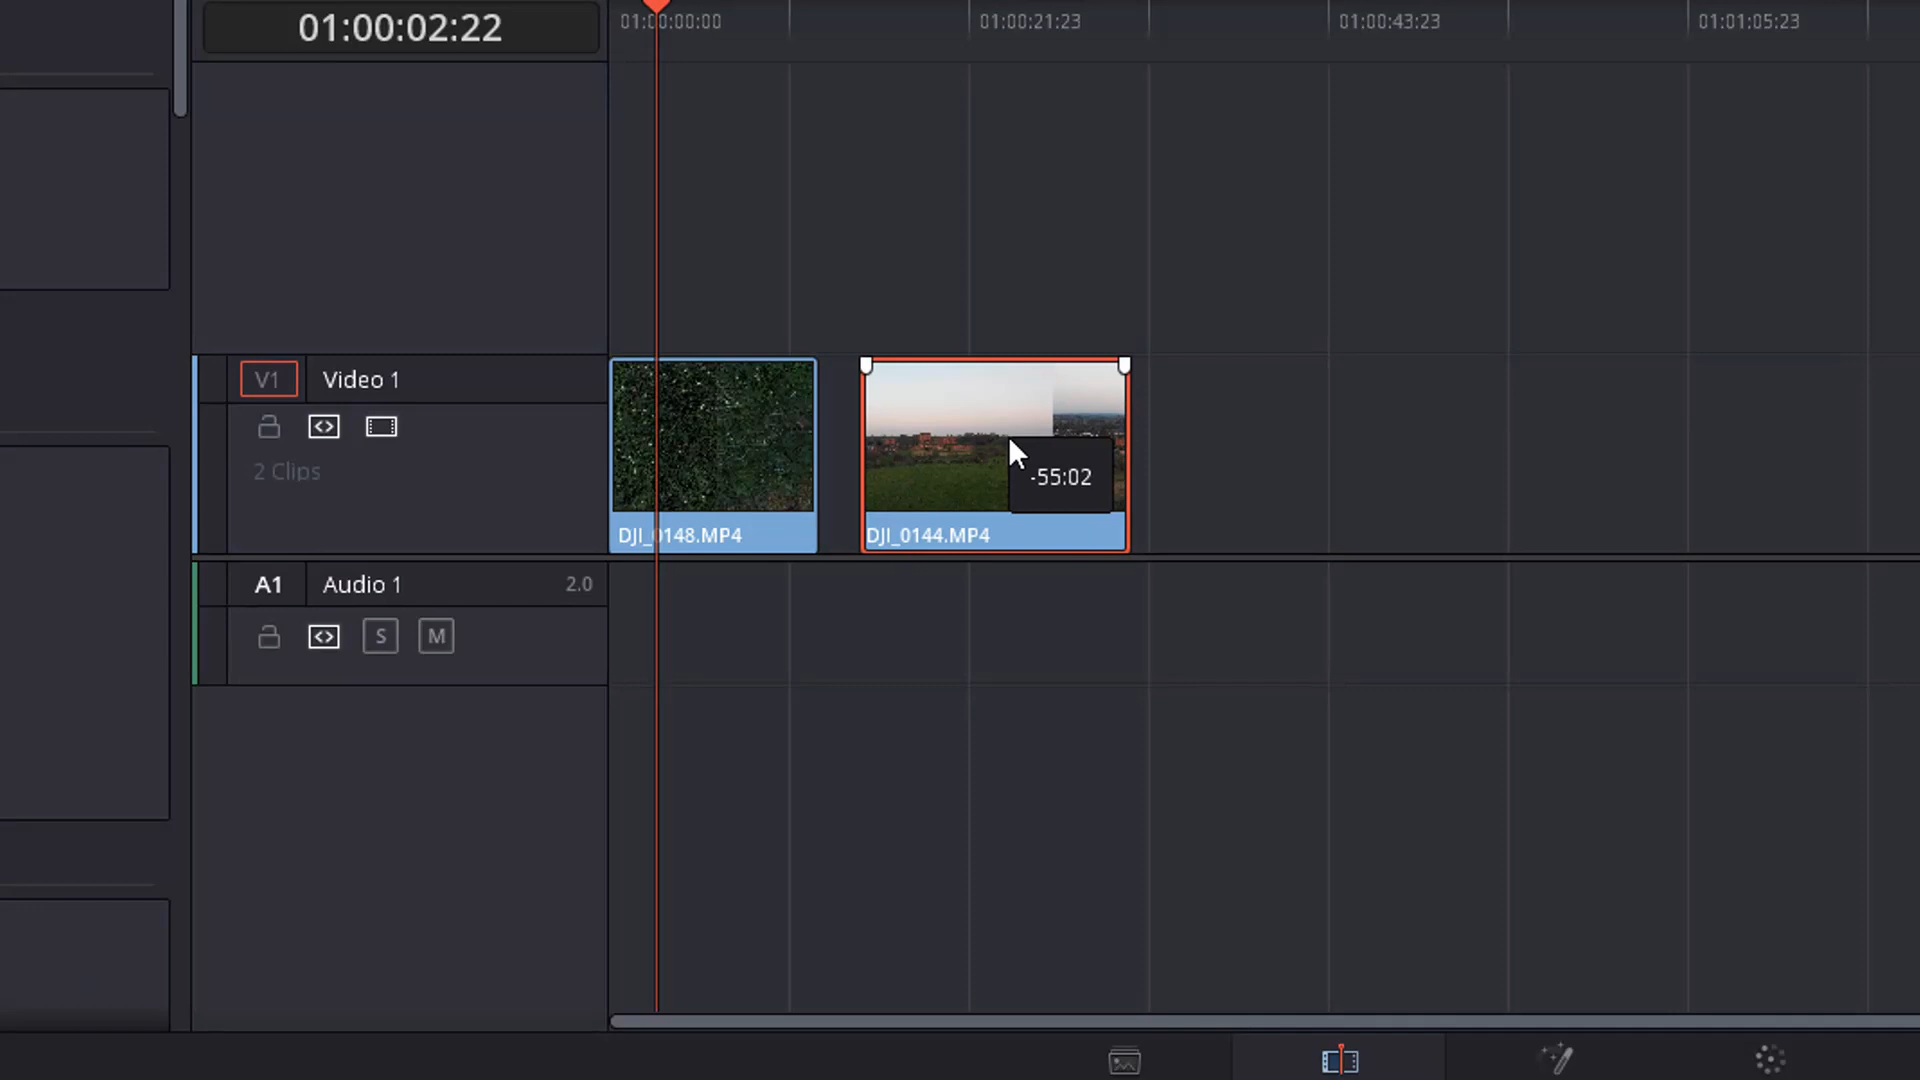 01:00:02:22
01:00:00:00
01:00:21:23
01:00:43:23
01:01:05:23
V1
Video 1
2 Clips
-55:02
DJI_0148.MP4
DJI_0144.MP4
A1
Audio 1
2.0
S
M